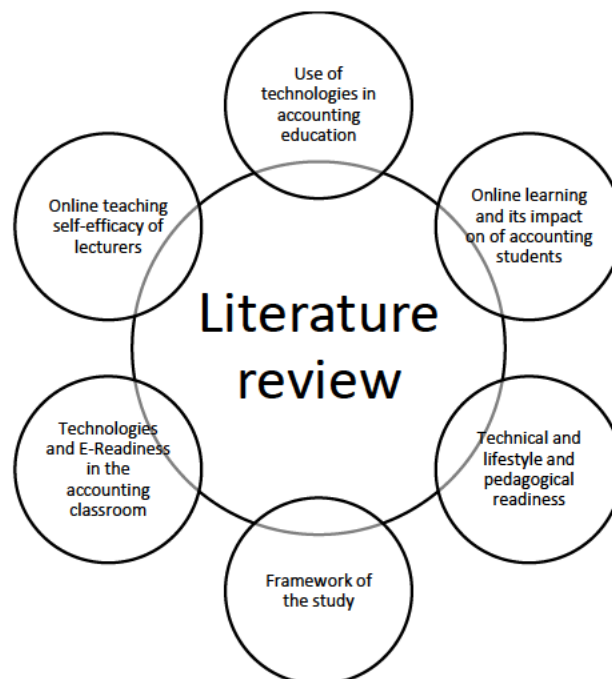 Use of
technologies in
accounting
education
Online teaching
self-efficacy of
lecturers
Online learning
and its impact
on of accounting
students
Literature
review
Technologies
and E-Readiness
in the
accounting
classroom
Technical and
lifestyle and
pedagogical
readiness
Framework of
the study